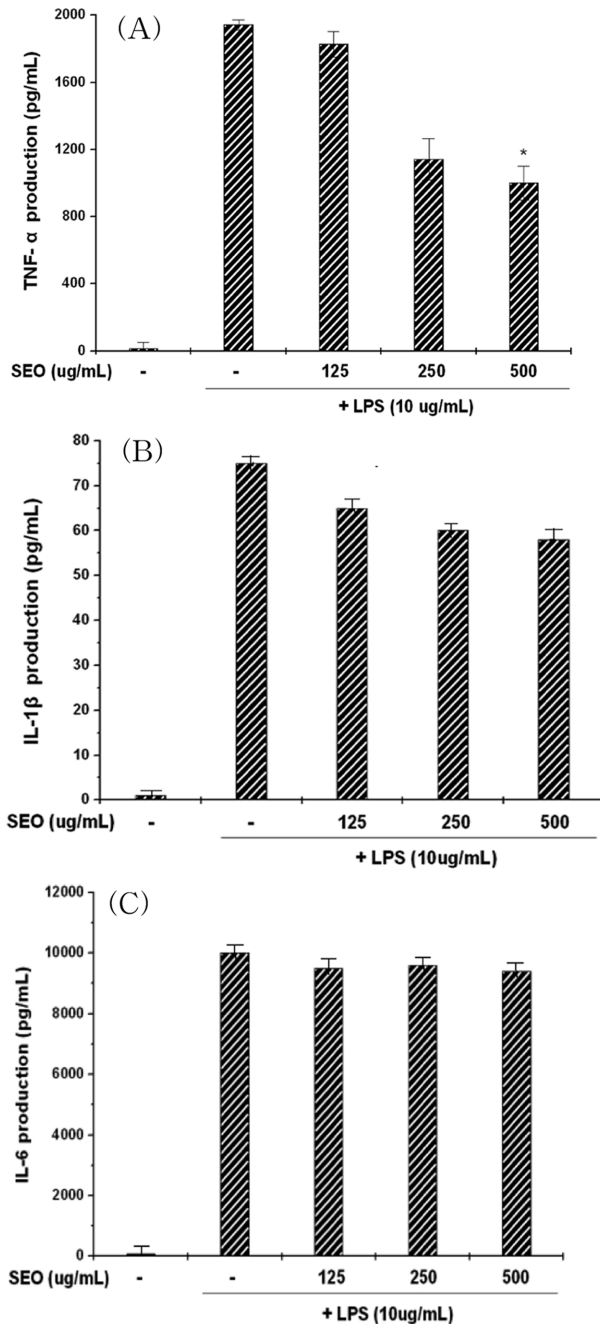 (A)
TNF- α production (pg/mL)
2000
1600
1200
800
400
0
*
SEO (ug/mL) - - 125 250 500
+ LPS (10 ug/mL)
(B)
IL-1β production (pg/mL)
80
70
60
50
40
30
20
10
0
SEO (ug/mL) - - 125 250 500
+ LPS (10ug/mL)
(C)
IL-6 production (pg/mL)
12000
10000
8000
6000
4000
2000
0
SEO (ug/mL) - - 125 250 500
+ LPS (10ug/mL)